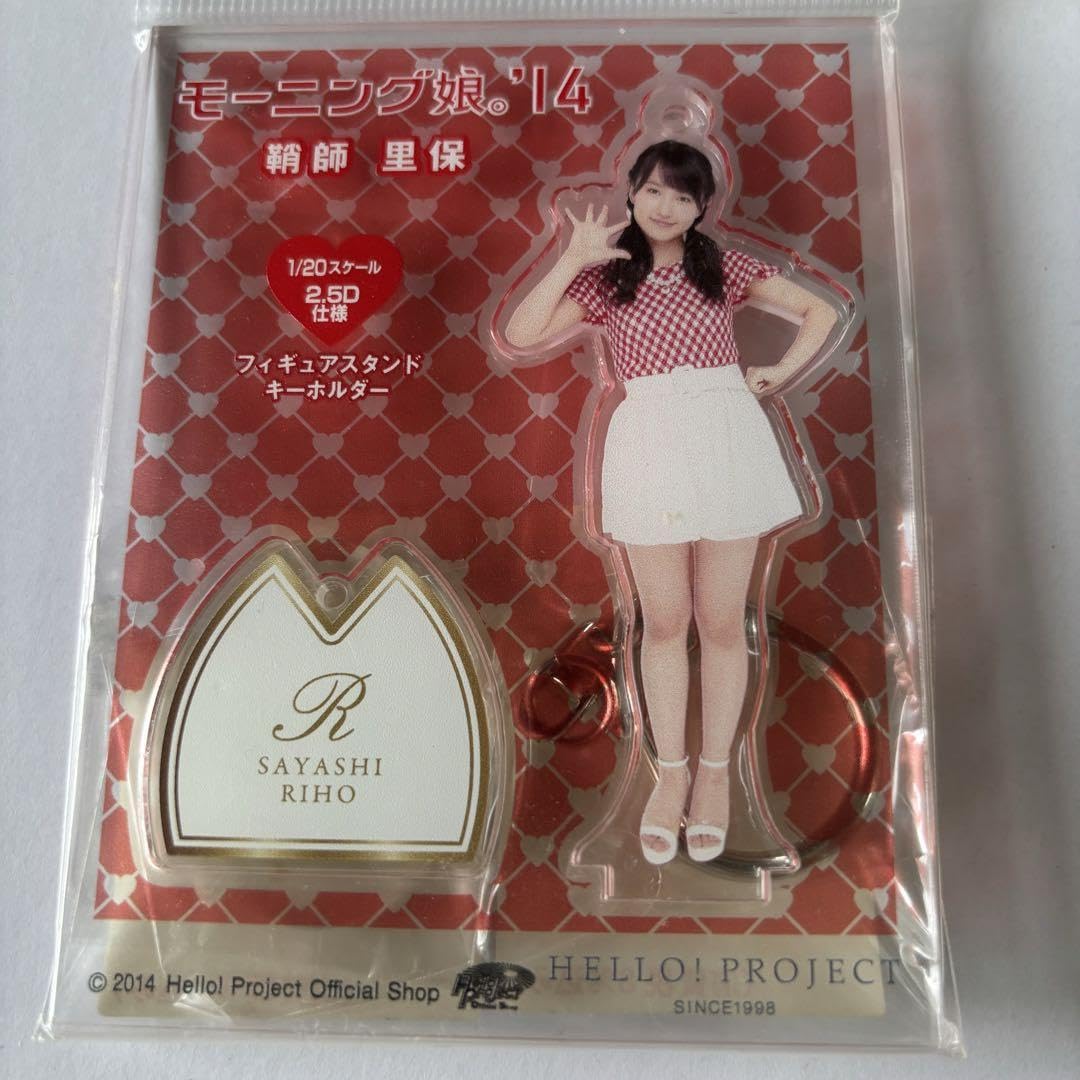 モーニング娘。'14
鞘師 里保
1/20スケール
2.5D
仕様
フィギュアスタンド
キーホルダー
R
SAYASHI
RIHO
© 2014 Hello! Project Official Shop
HELLO! PROJECT
SINCE1998